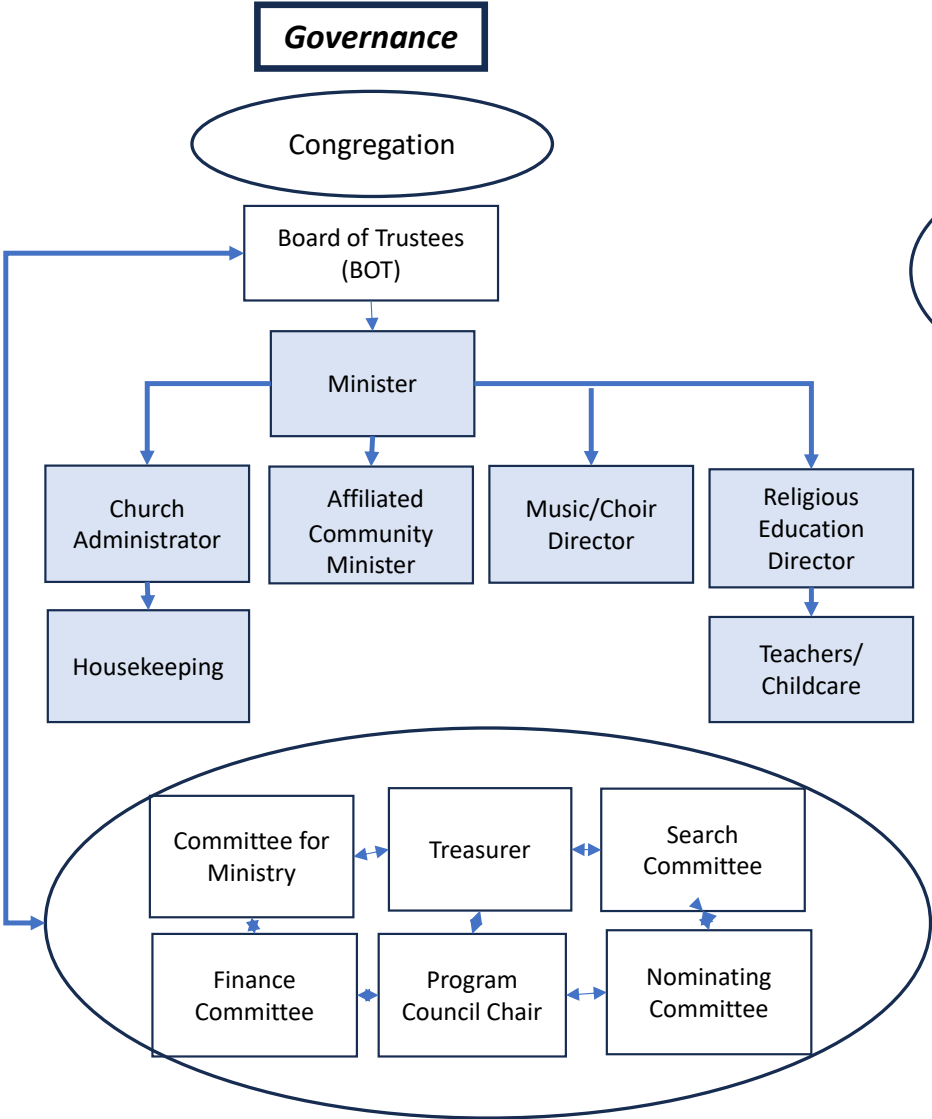 Governance
Congregation
Board of Trustees
(BOT)
Minister
Church
Administrator
Affiliated
Community
Minister
Music/Choir
Director
Religious
Education
Director
Housekeeping
Teachers/
Childcare
Committee for
Ministry
Treasurer
Search
Committee
Finance
Committee
Program
Council Chair
Nominating
Committee